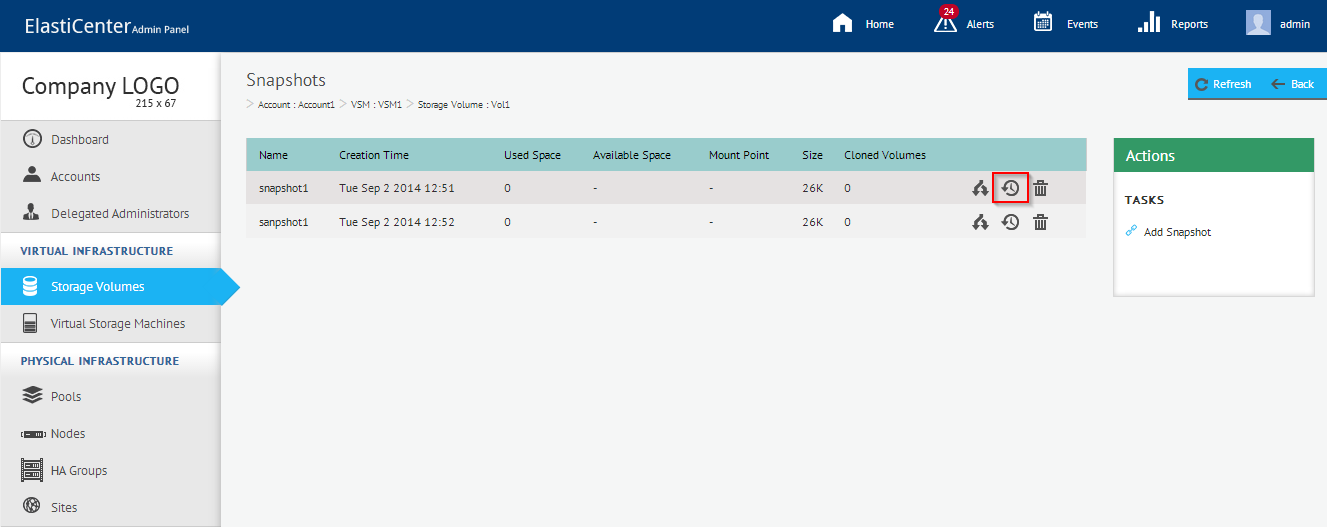 ElastiCenter Admin Panel
Home
24
Alerts
Events
Reports
admin
Company LOGO
215 x 67
Dashboard
Accounts
Delegated Administrators
VIRTUAL INFRASTRUCTURE
Storage Volumes
Virtual Storage Machines
PHYSICAL INFRASTRUCTURE
Pools
Nodes
HA Groups
Sites
Snapshots
> Account : Account1 > VSM : VSM1 > Storage Volume : Vol1
Refresh
Back
Name Creation Time Used Space Available Space Mount Point Size Cloned Volumes
snapshot1 Tue Sep 2 2014 12:51 0 - - 26K 0
sanpshot1 Tue Sep 2 2014 12:52 0 - - 26K 0
Actions
TASKS
Add Snapshot